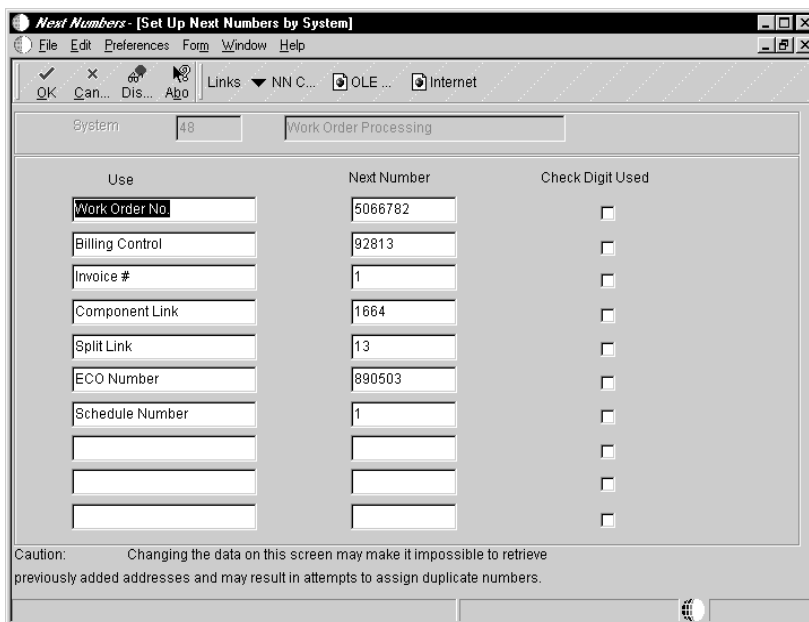 Next Numbers - [Set Up Next Numbers by System]
File Edit Preferences Form Window Help
OK Can... Dis... Abo Links NN C... OLE ... Internet
System 48 Work Order Processing
Use Next Number Check Digit Used
Work Order No. 5066782
Billing Control 92813
Invoice # 1
Component Link 1664
Split Link 13
ECO Number 890503
Schedule Number 1
Caution: Changing the data on this screen may make it impossible to retrieve
previously added addresses and may result in attempts to assign duplicate numbers.